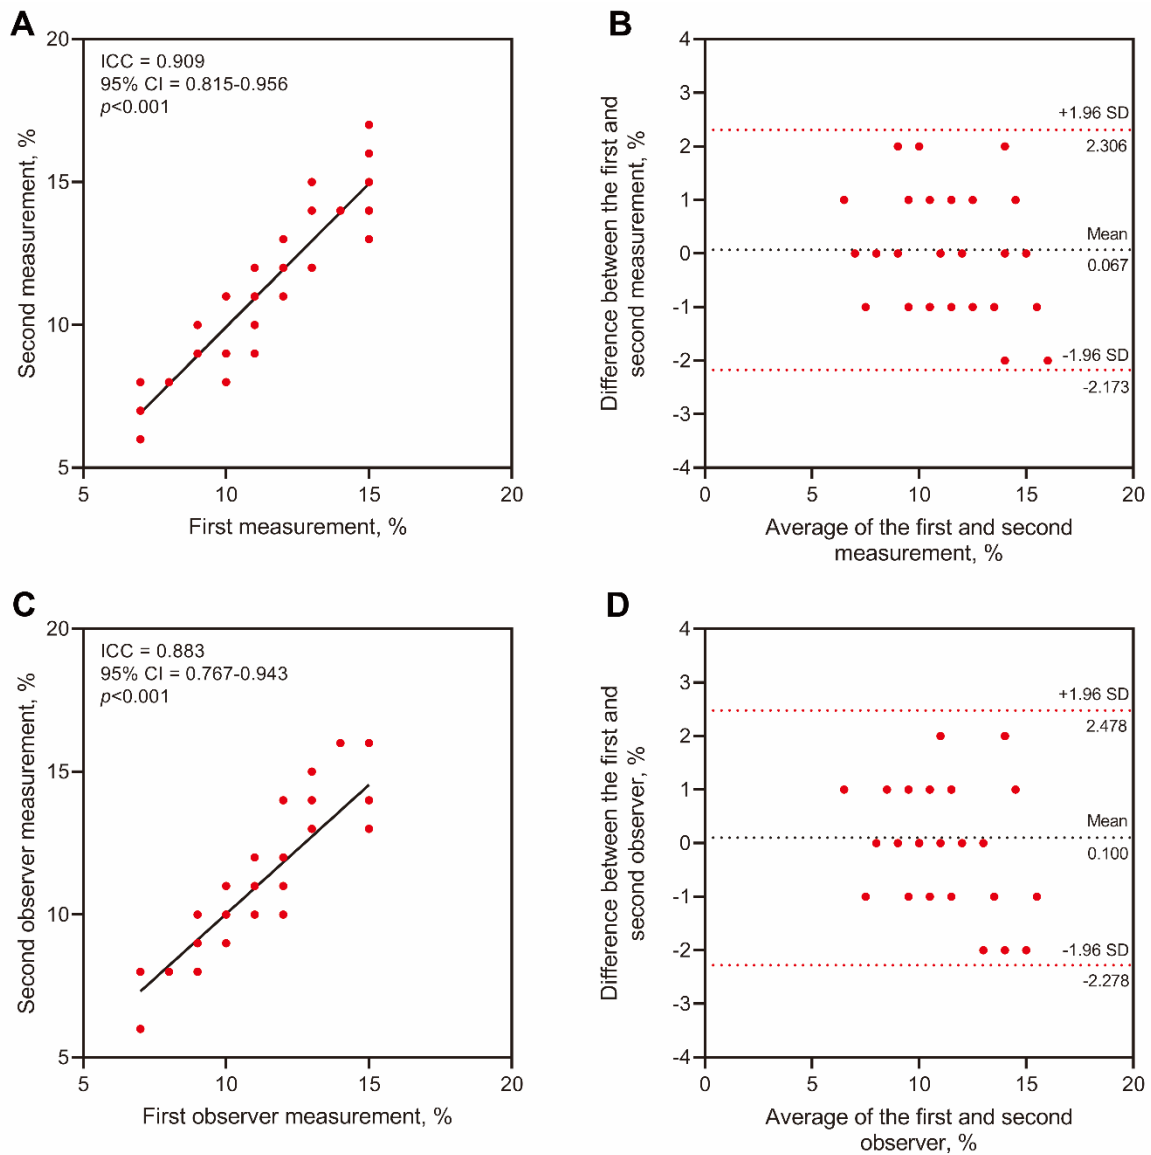 A
20
15
10
5
5
10
15
20
Second measurement, %
First measurement, %
ICC = 0.909
95% CI = 0.815-0.956
p<0.001
B
4
3
2
1
0
-1
-2
-3
-4
0
5
10
15
20
Difference between the first and
second measurement, %
Average of the first and second
measurement, %
+1.96 SD
2.306
Mean
0.067
-1.96 SD
-2.173
C
20
15
10
5
5
10
15
20
Second observer measurement, %
First observer measurement, %
ICC = 0.883
95% CI = 0.767-0.943
p<0.001
D
4
3
2
1
0
-1
-2
-3
-4
0
5
10
15
20
Difference between the first and
second observer, %
Average of the first and second
observer, %
+1.96 SD
2.478
Mean
0.100
-1.96 SD
-2.278